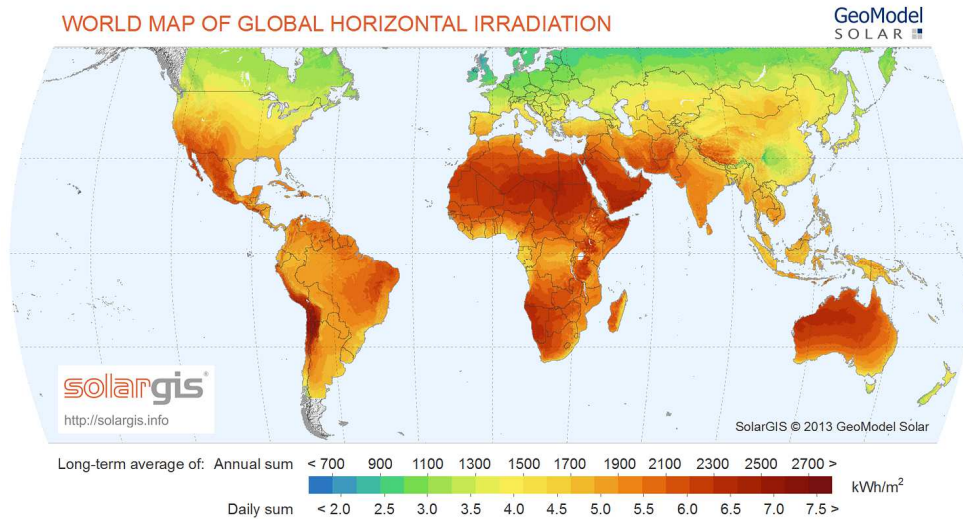 WORLD MAP OF GLOBAL HORIZONTAL IRRADIATION
GeoModel
SOLAR
solargis®
http://solargis.info
SolarGIS © 2013 GeoModel Solar
Long-term average of: Annual sum < 700 900 1100 1300 1500 1700 1900 2100 2300 2500 2700 >
kWh/m²
Daily sum < 2.0 2.5 3.0 3.5 4.0 4.5 5.0 5.5 6.0 6.5 7.0 7.5 >